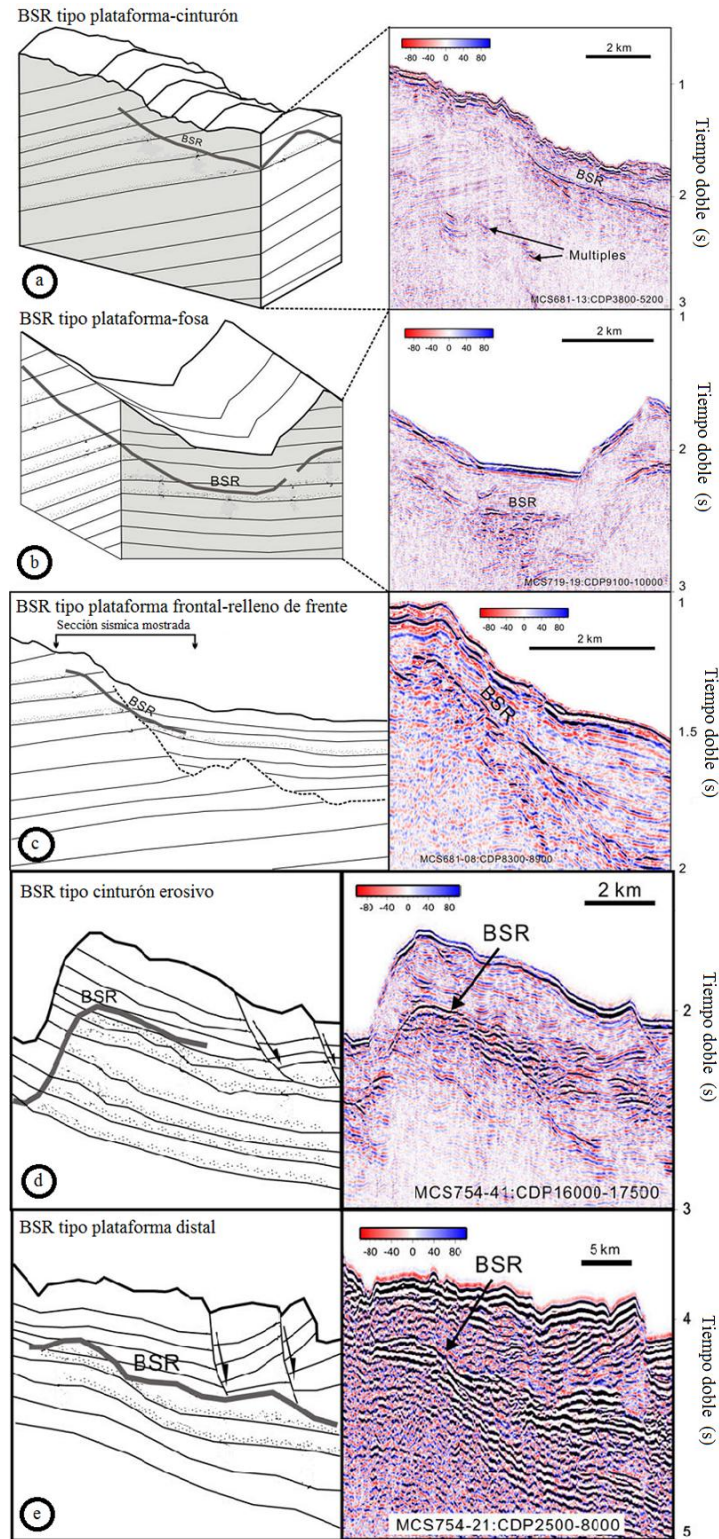 BSR tipo plataforma-cinturón
BSR
a
-80 -40 0 40 80
2 km
BSR
Multiples
MCS681-13:CDP3800-5200
1
2
3
Tiempo doble (s)
BSR tipo plataforma-fosa
BSR
b
-80 -40 0 40 80
2 km
BSR
MCS719-19:CDP9100-10000
1
2
3
Tiempo doble (s)
BSR tipo plataforma frontal-relleno de frente
Sección sismica mostrada
BSR
c
-80 -40 0 40 80
2 km
BSR
MCS681-08:CDP8300-8900
1
1.5
2
Tiempo doble (s)
BSR tipo cinturón erosivo
BSR
d
-80 -40 0 40 80
2 km
BSR
MCS754-41:CDP16000-17500
2
3
Tiempo doble (s)
BSR tipo plataforma distal
BSR
e
-80 -40 0 40 80
5 km
BSR
MCS754-21:CDP2500-8000
4
5
Tiempo doble (s)